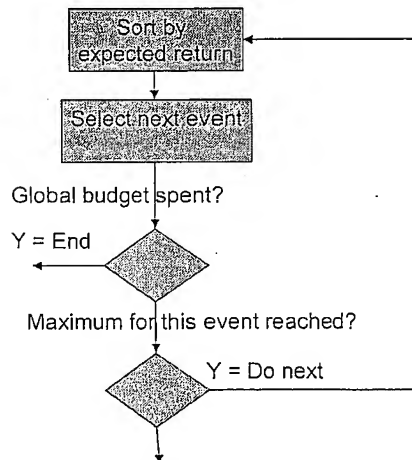 Sort by
expected return
Select next event
Global budget spent?
Y = End
Maximum for this event reached?
Y = Do next